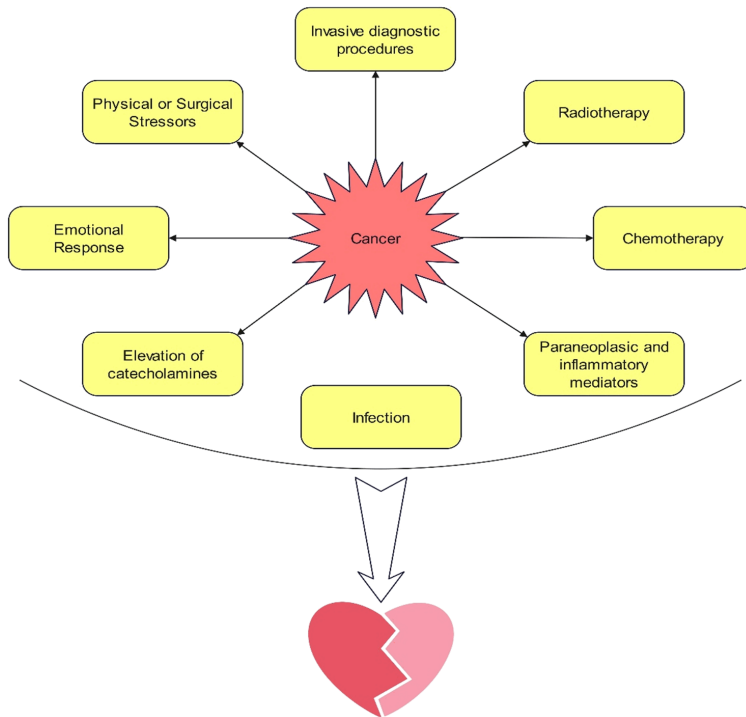 Invasive diagnostic
procedures
Physical or Surgical
Stressors
Radiotherapy
Emotional
Response
Cancer
Chemotherapy
Elevation of
catecholamines
Paraneoplasic and
inflammatory
mediators
Infection